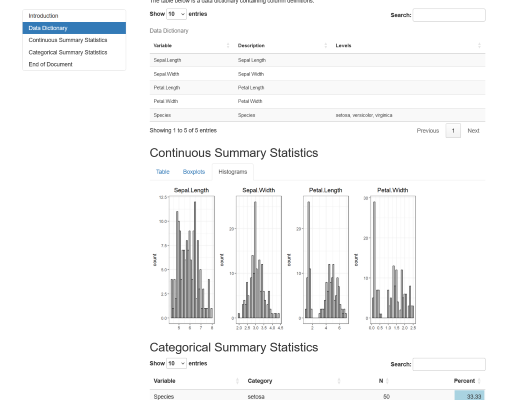 The table below is a data dictionary containing column definitions.
Introduction
Data Dictionary
Continuous Summary Statistics
Categorical Summary Statistics
End of Document
Show 10 entries
Search:
Data Dictionary
Variable Description Levels
Sepal.Length Sepal.Length
Sepal.Width Sepal.Width
Petal.Length Petal.Length
Petal.Width Petal.Width
Species Species setosa, versicolor, virginica
Showing 1 to 5 of 5 entries
Previous 1 Next
Continuous Summary Statistics
Table Boxplots Histograms
Sepal.Length Sepal.Width Petal.Length Petal.Width
12.5
10.0
7.5
5.0
2.5
0.0
count
5 6 7 8
20
10
0
count
2.0 2.5 3.0 3.5 4.0 4.5
20
10
0
count
2 4 6
30
20
10
0
count
0.0 0.5 1.0 1.5 2.0 2.5
Categorical Summary Statistics
Show 10 entries
Search:
Variable Category N Percent
Species setosa 50 33.33